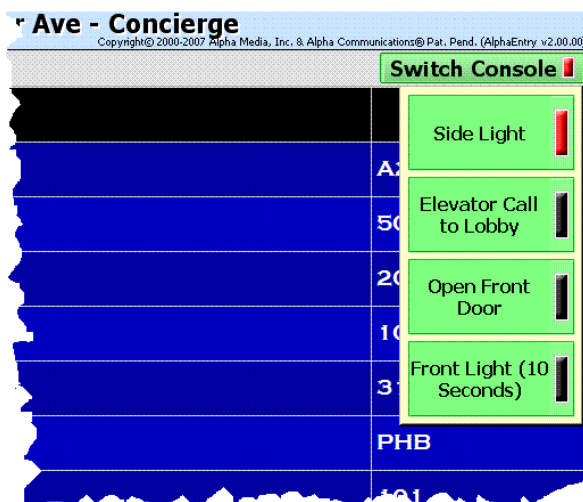 r Ave - Concierge
Copyright© 2000-2007 Alpha Media, Inc. & Alpha Communications® Pat. Pend. (AlphaEntry v2.00.00)
Switch Console
Side Light
Elevator Call
to Lobby
Open Front
Door
Front Light (10
Seconds)
PHB